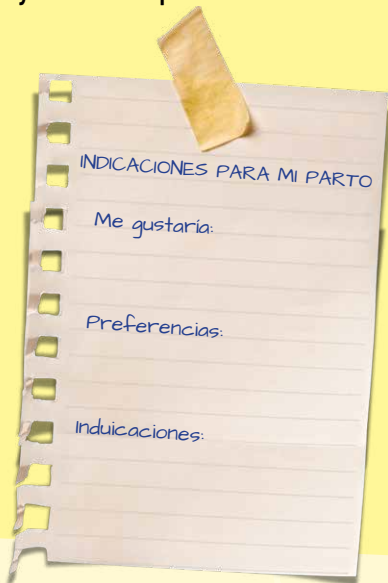 INDICACIONES PARA MI PARTO
Me gustaría:
Preferencias:
Induicaciones: